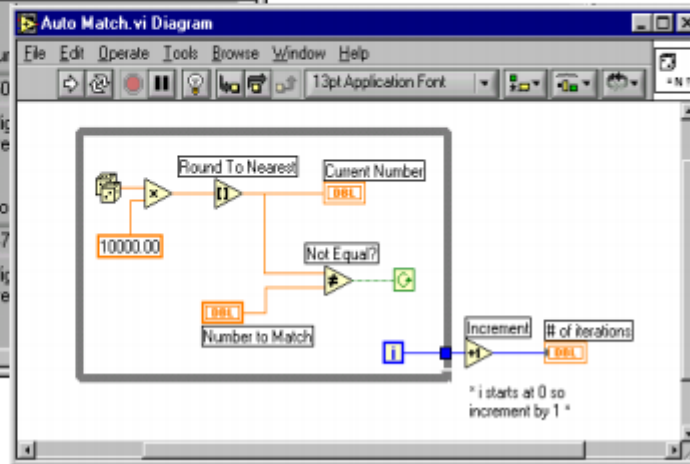 Auto Match.vi Diagram
File Edit Operate Tools Browse Window Help
13pt Application Font
Round To Nearest
Current Number
DBL
10000.00
Not Equal?
DBL
Number to Match
i
Increment
# of iterations
+1
DBL
* i starts at 0 so
increment by 1 *